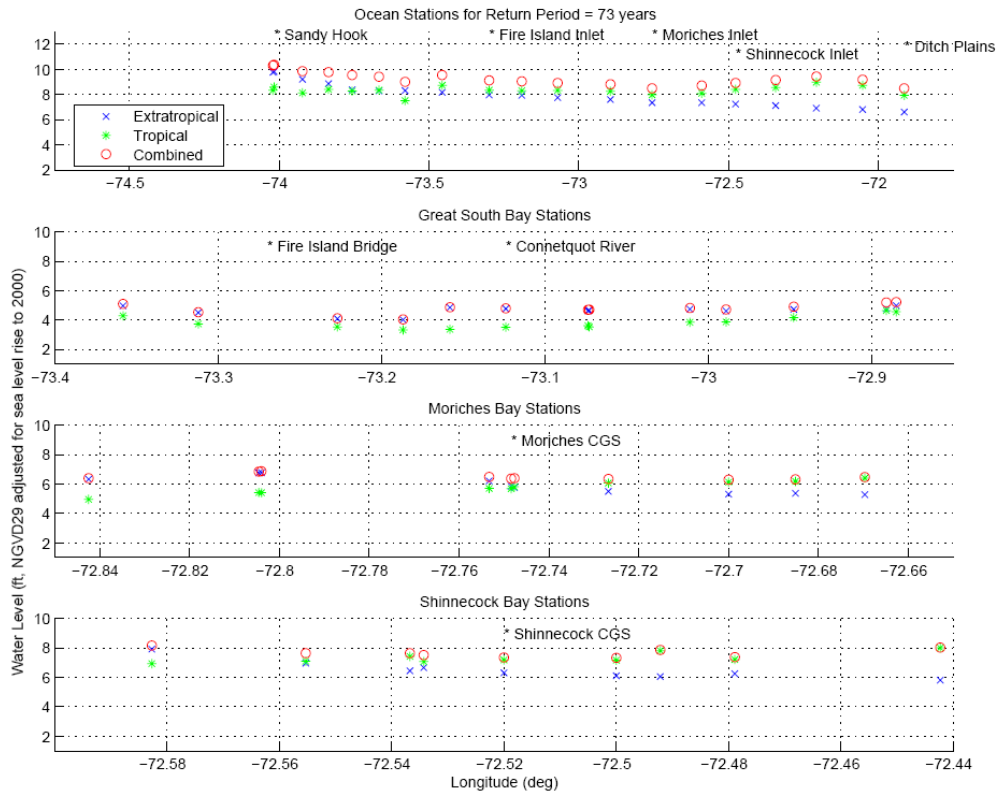 Ocean Stations for Return Period = 73 years
* Sandy Hook
* Fire Island Inlet
* Moriches Inlet
* Ditch Plains
* Shinnecock Inlet
12
10
8
6
4
2
Extratropical
Tropical
Combined
−74.5 −74 −73.5 −73 −72.5 −72
Great South Bay Stations
* Fire Island Bridge
* Connetquot River
10
8
6
4
2
−73.4 −73.3 −73.2 −73.1 −73 −72.9
Moriches Bay Stations
* Moriches CGS
10
8
6
4
2
−72.84 −72.82 −72.8 −72.78 −72.76 −72.74 −72.72 −72.7 −72.68 −72.66
Shinnecock Bay Stations
* Shinnecock CGS
10
8
6
4
2
−72.58 −72.56 −72.54 −72.52 −72.5 −72.48 −72.46 −72.44
Longitude (deg)
Water Level (ft, NGVD29 adjusted for sea level rise to 2000)